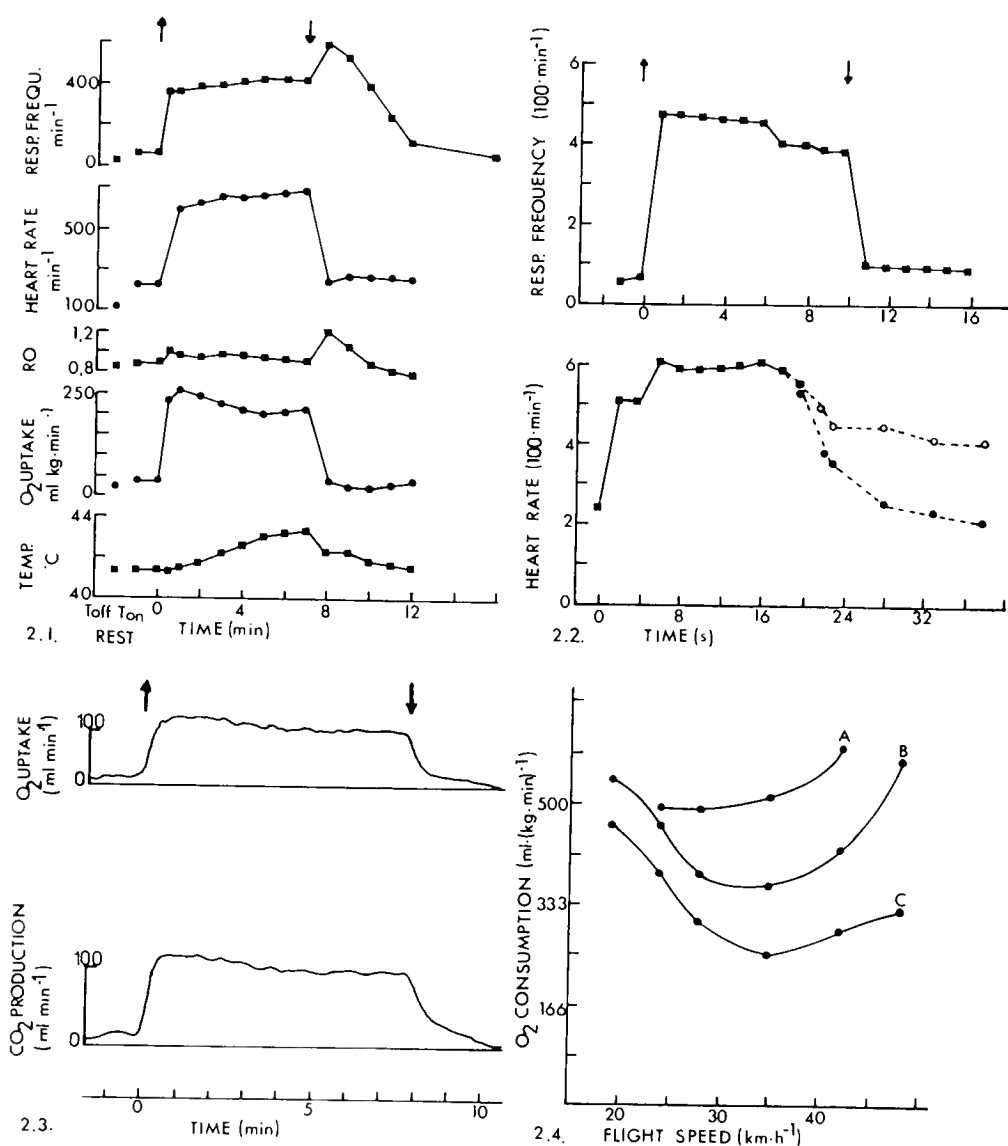 RESP. FREQU.
min⁻¹
400
0
HEART RATE
min⁻¹
500
100
RO
1,2
0.8
O₂ UPTAKE
ml kg·min·)
250
0
TEMP.
°C
44
40
Toff Ton
REST
0 4 8 12
TIME (min)
2.1.
RESP. FREQUENCY (100·min⁻¹)
6
4
2
0
0 4 8 12 16
HEART RATE (100·min⁻¹)
6
4
2
0
0 8 16 24 32
2.2. TIME (s)
O₂ UPTAKE
(ml min⁻¹)
100
0
CO₂ PRODUCTION
(ml min⁻¹)
100
0
0 5 10
2.3. TIME (min)
O₂ CONSUMPTION (ml·(kg·min)⁻¹)
500
333
166
A
B
C
20 30 40
2.4. FLIGHT SPEED (km·h⁻¹)